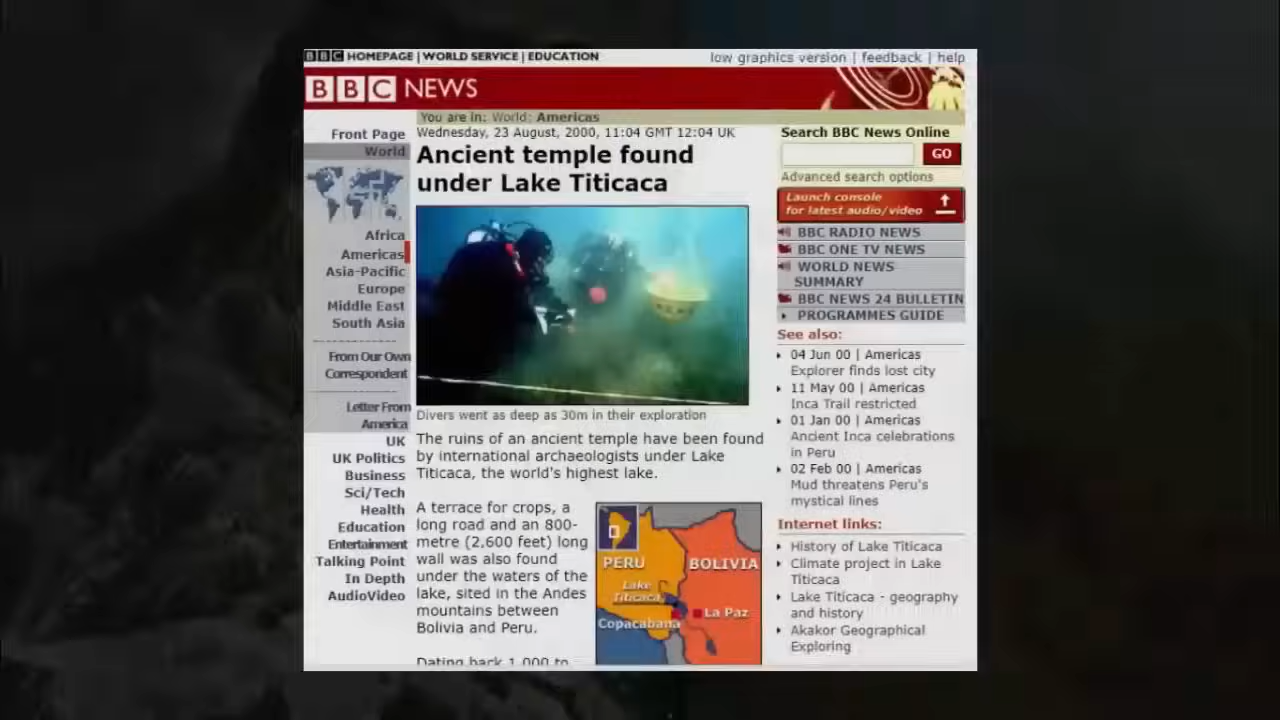 BBC HOMEPAGE | WORLD SERVICE | EDUCATION
low graphics version | feedback | help
BBC NEWS
You are in: World: Americas
Front Page
World
Africa
Americas
Asia-Pacific
Europe
Middle East
South Asia
From Our Own
Correspondent
Letter From
America
UK
UK Politics
Business
Sci/Tech
Health
Education
Entertainment
Talking Point
In Depth
AudioVideo
Wednesday, 23 August, 2000, 11:04 GMT 12:04 UK
Ancient temple found
under Lake Titicaca
Divers went as deep as 30m in their exploration
The ruins of an ancient temple have been found
by international archaeologists under Lake
Titicaca, the world's highest lake.
A terrace for crops, a
long road and an 800-
metre (2,600 feet) long
wall was also found
under the waters of the
lake, sited in the Andes
mountains between
Bolivia and Peru.
Dating back 1,000 to
PERU
BOLIVIA
Lake
Titicaca
La Paz
Copacabana
Search BBC News Online
GO
Advanced search options
Launch console
for latest audio/video
BBC RADIO NEWS
BBC ONE TV NEWS
WORLD NEWS
SUMMARY
BBC NEWS 24 BULLETIN
PROGRAMMES GUIDE
See also:
04 Jun 00 | Americas
Explorer finds lost city
11 May 00 | Americas
Inca Trail restricted
01 Jan 00 | Americas
Ancient Inca celebrations
in Peru
02 Feb 00 | Americas
Mud threatens Peru's
mystical lines
Internet links:
History of Lake Titicaca
Climate project in Lake
Titicaca
Lake Titicaca - geography
and history
Akakor Geographical
Exploring